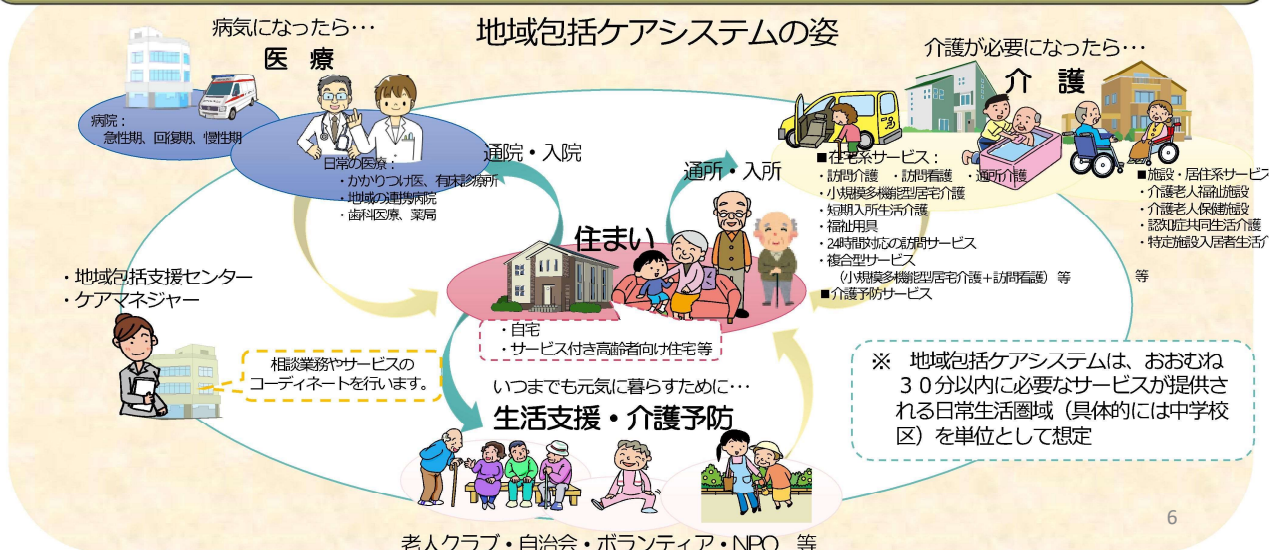 地域包括ケアシステムの姿
病気になったら･･･
医 療
病院：
急性期、回復期、慢性期
日常の医療：
・かかりつけ医、有床診療所
・地域の連携病院
・歯科医療、薬局
通院・入院
通所・入所
介護が必要になったら･･･
介 護
■在宅系サービス：
・訪問介護 ・訪問看護 ・通所介護
・小規模多機能型居宅介護
・短期入所生活介護
・福祉用具
・24時間対応の訪問サービス
・複合型サービス
（小規模多機能型居宅介護＋訪問看護）等
■介護予防サービス
■施設・居住系サービス
・介護老人福祉施設
・介護老人保健施設
・認知症共同生活介護
・特定施設入居者生活介
等
住まい
・自宅
・サービス付き高齢者向け住宅等
・地域包括支援センター
・ケアマネジャー
相談業務やサービスの
コーディネートを行います。
いつまでも元気に暮らすために･･･
生活支援・介護予防
※ 地域包括ケアシステムは、おおむね
３０分以内に必要なサービスが提供さ
れる日常生活圏域（具体的には中学校
区）を単位として想定
老人クラブ・自治会・ボランティア・NPO 等
6